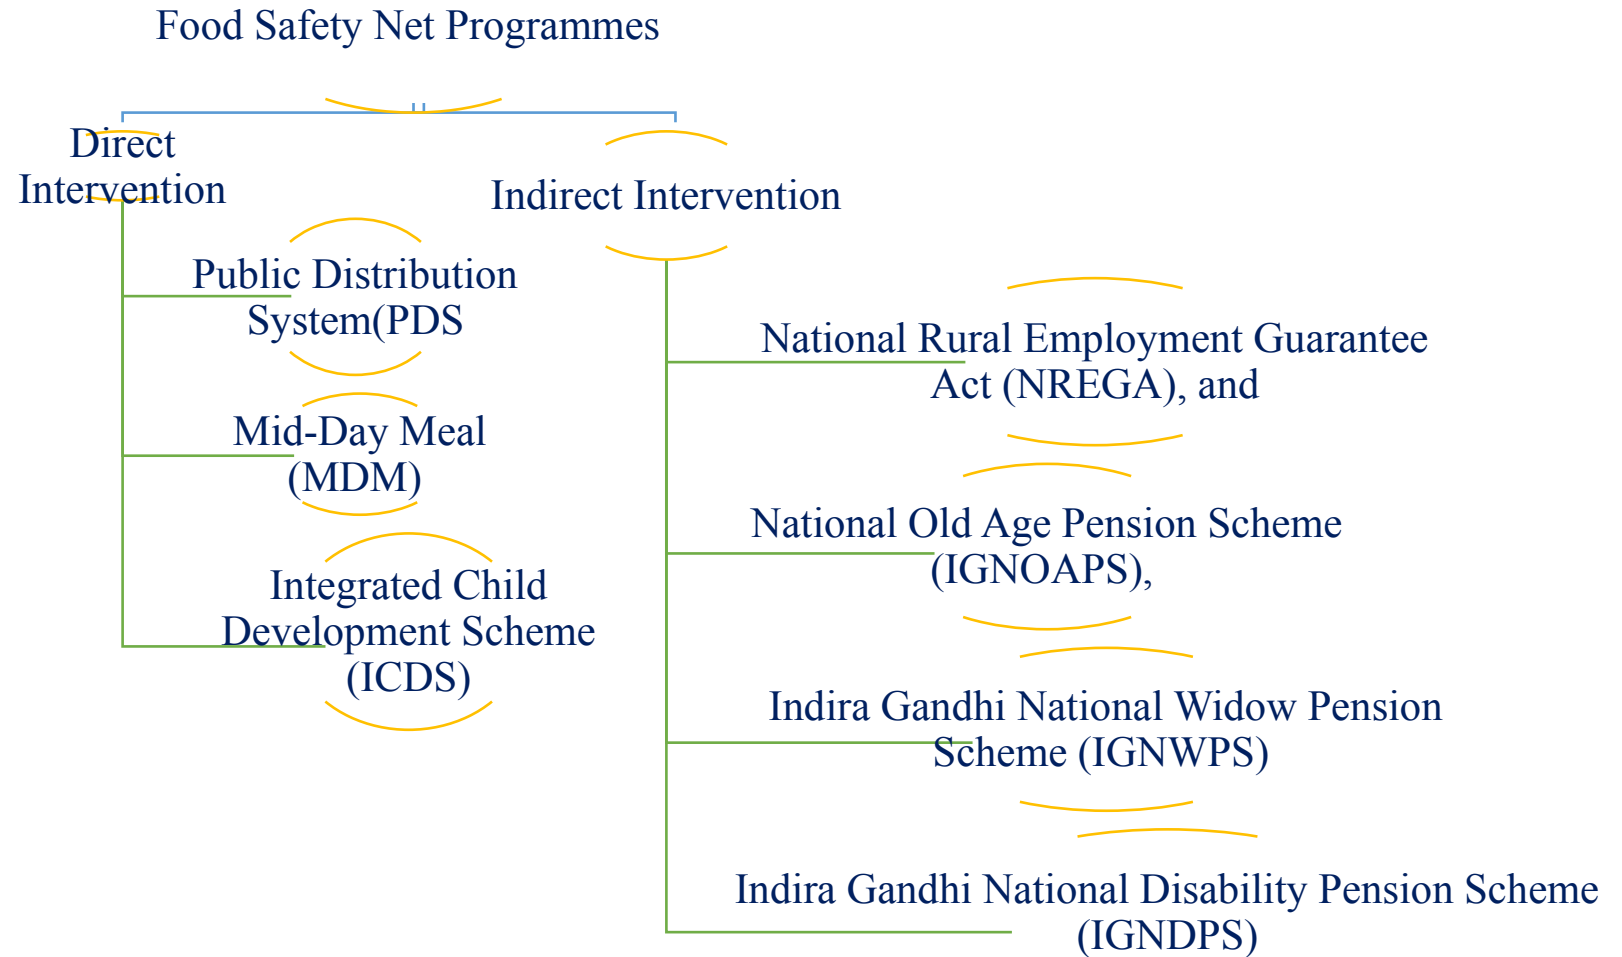 Food Safety Net Programmes
Direct
Intervention
Public Distribution
System(PDS
Mid-Day Meal
(MDM)
Integrated Child
Development Scheme
(ICDS)
Indirect Intervention
National Rural Employment Guarantee
Act (NREGA), and
National Old Age Pension Scheme
(IGNOAPS),
Indira Gandhi National Widow Pension
Scheme (IGNWPS)
Indira Gandhi National Disability Pension Scheme
(IGNDPS)